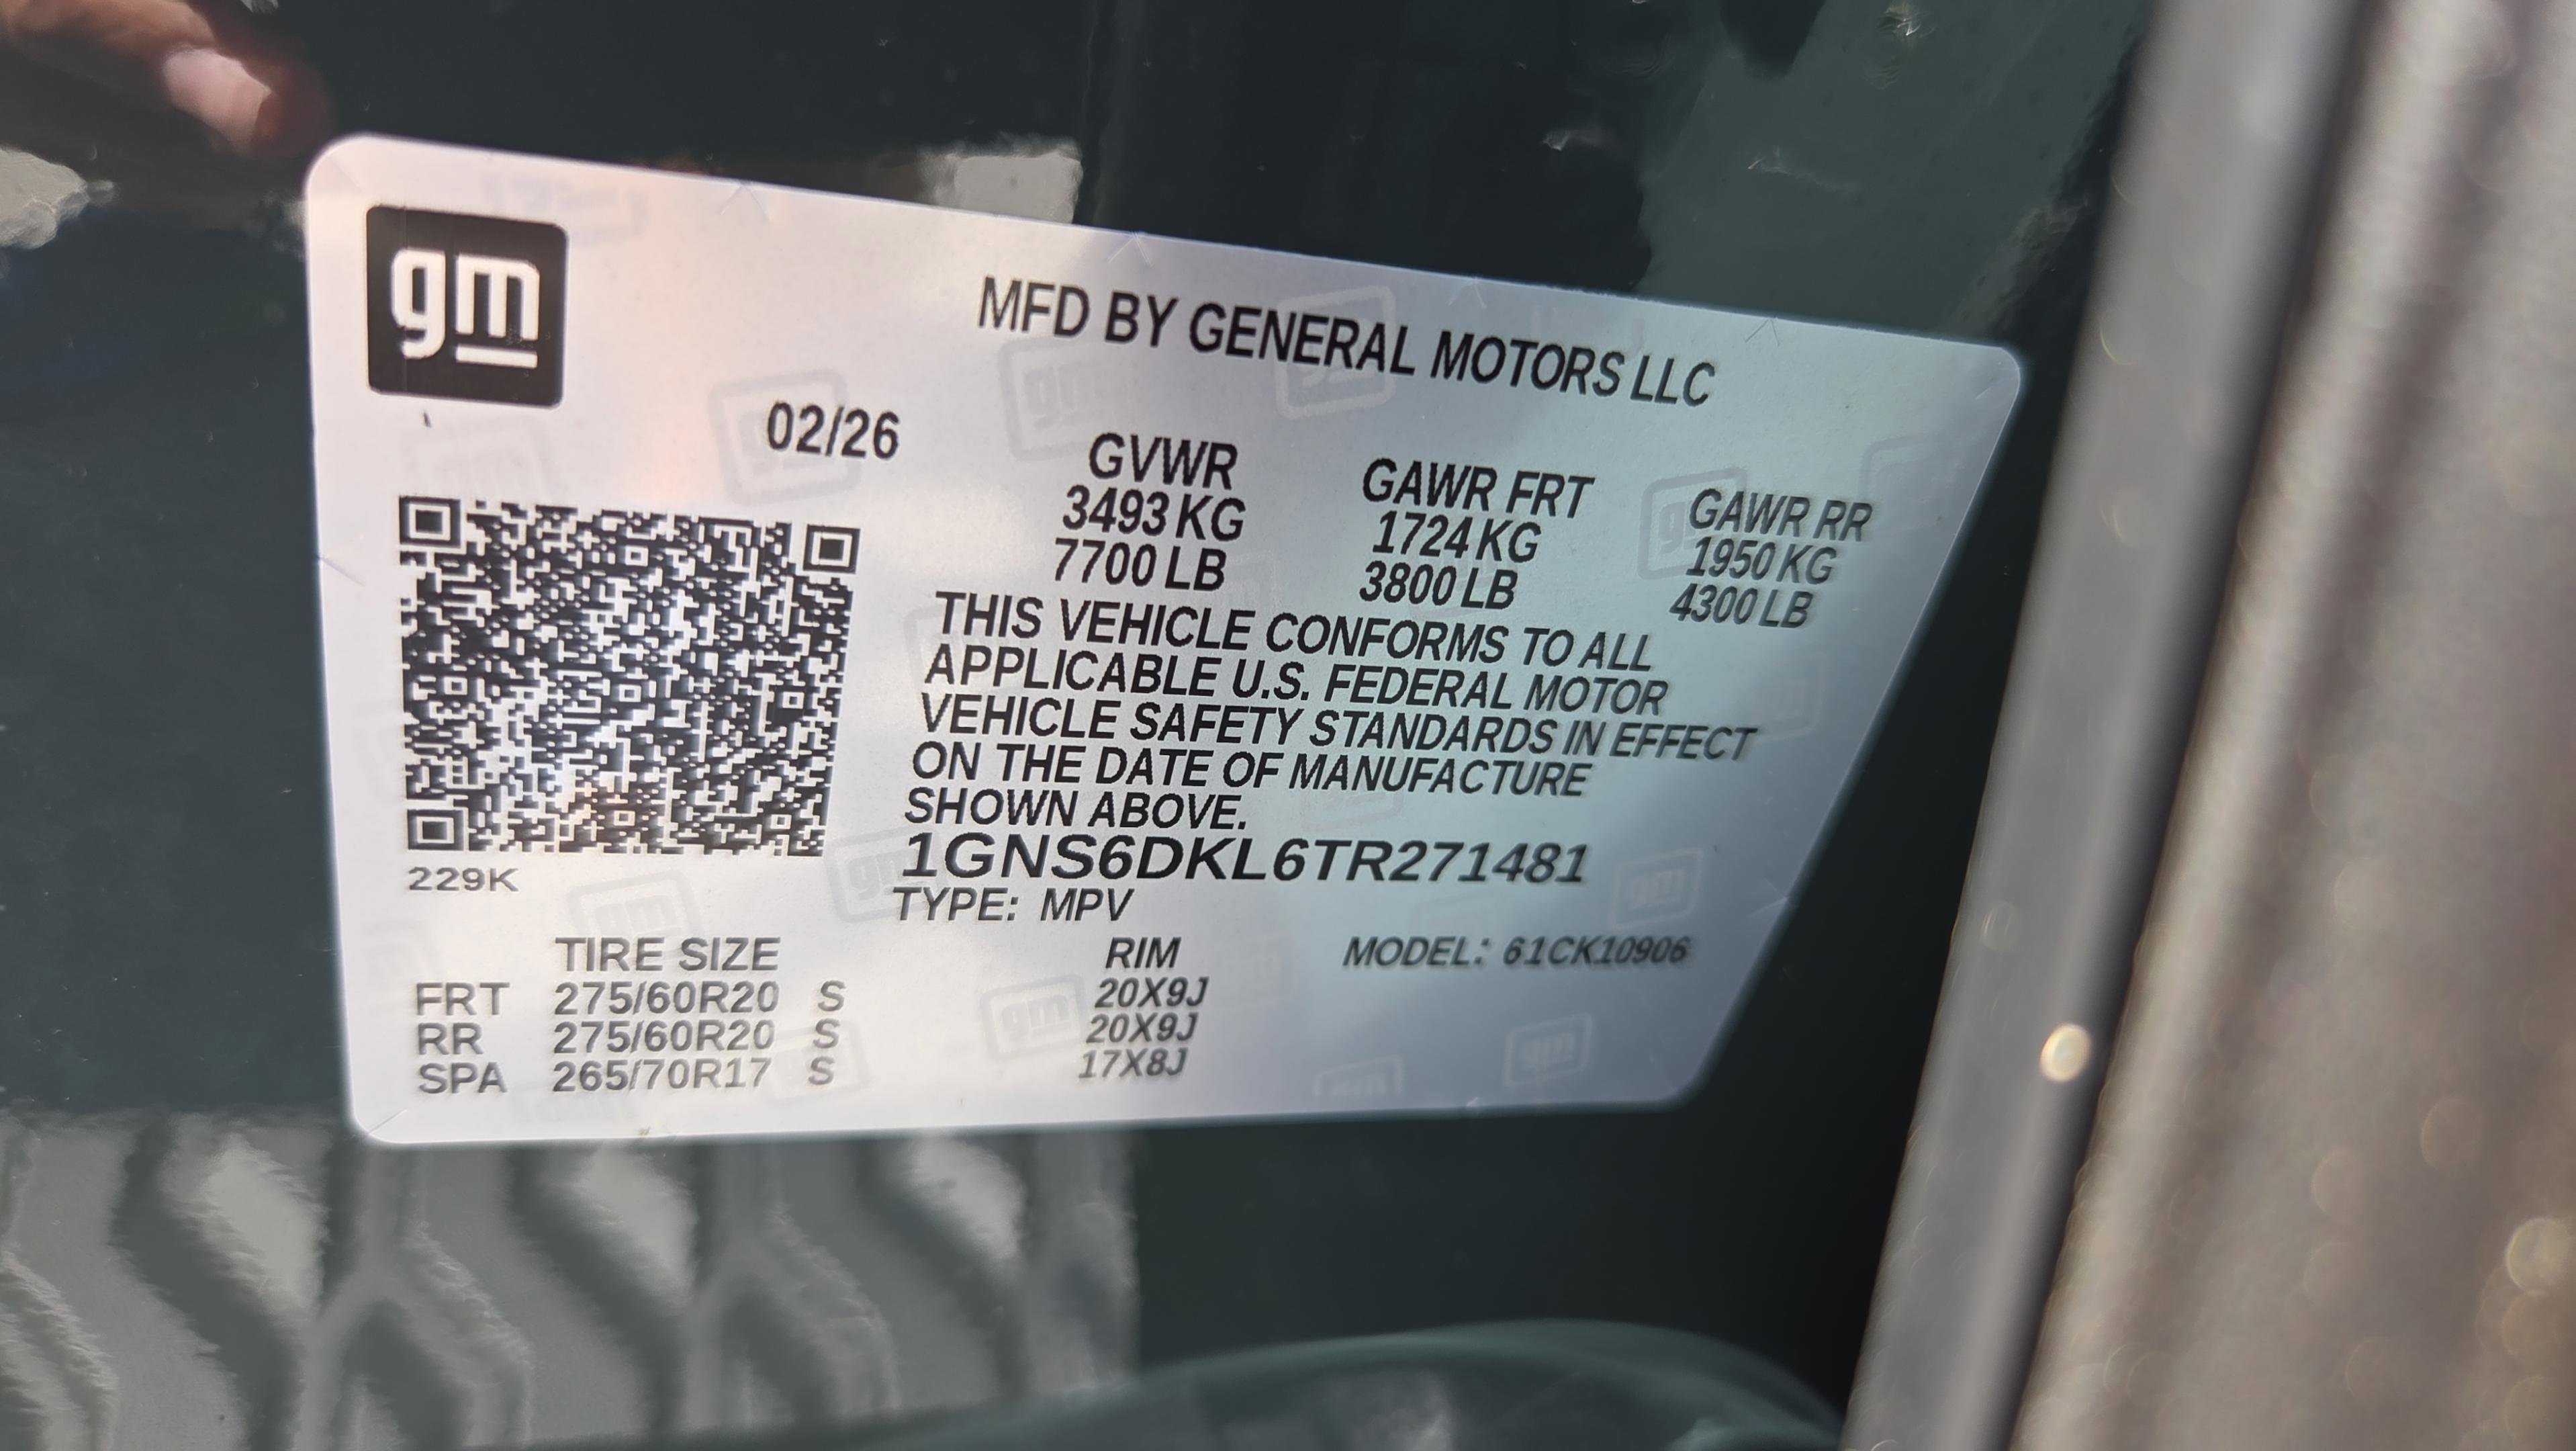 gm
MFD BY GENERAL MOTORS LLC
02/26
GVWR GAWR FRT GAWR RR
3493 KG 1724 KG 1950 KG
7700 LB 3800 LB 4300 LB
THIS VEHICLE CONFORMS TO ALL
APPLICABLE U.S. FEDERAL MOTOR
VEHICLE SAFETY STANDARDS IN EFFECT
ON THE DATE OF MANUFACTURE
SHOWN ABOVE.
1GNS6DKL6TR271481
229K
TYPE: MPV
TIRE SIZE RIM MODEL: 61CK10906
FRT 275/60R20 S 20X9J
RR 275/60R20 S 20X9J
SPA 265/70R17 S 17X8J